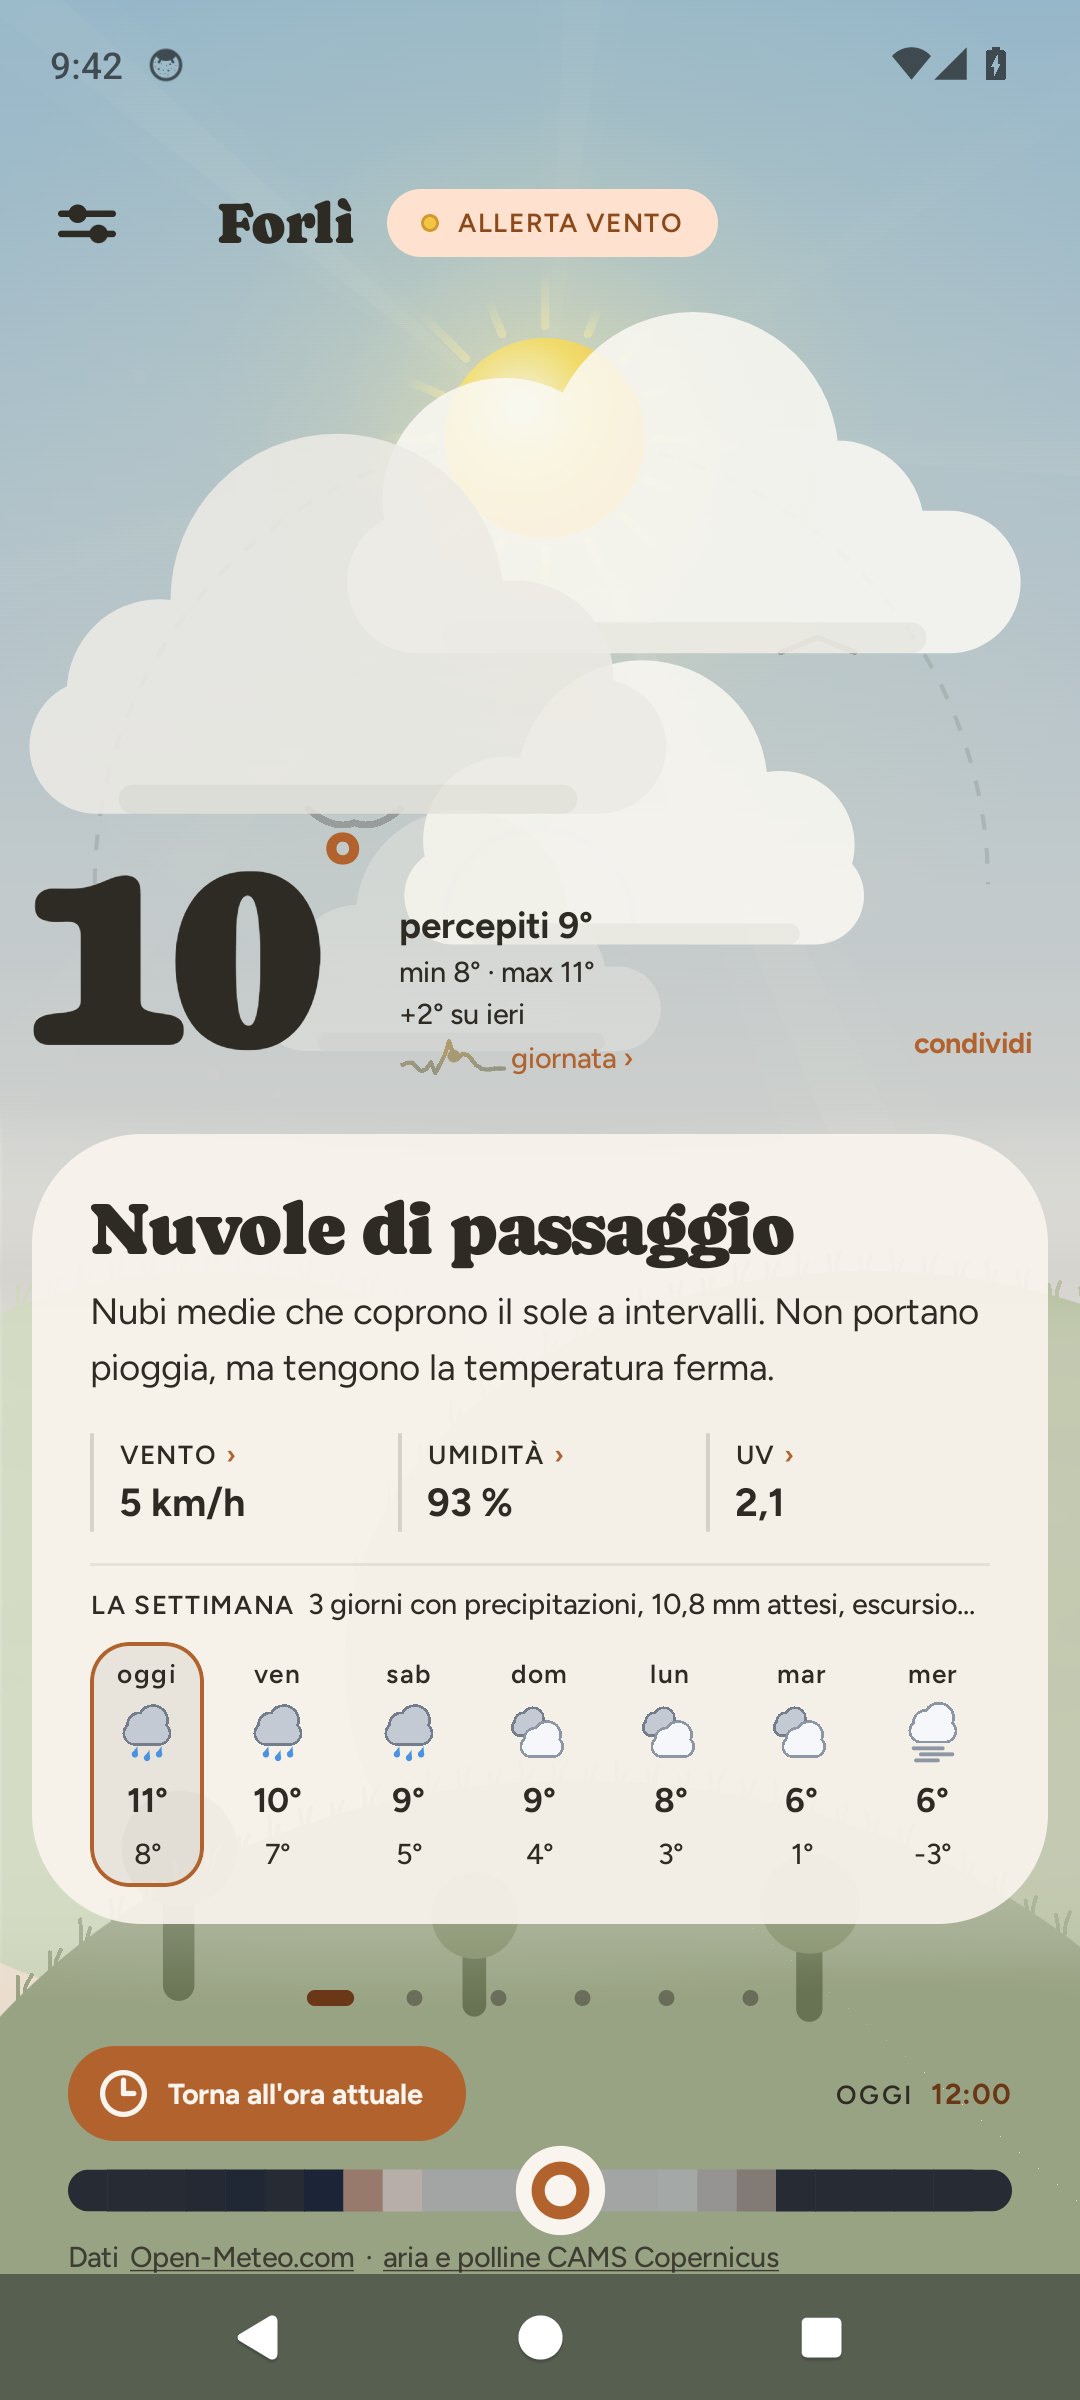 9:42
Forlì ALLERTA VENTO
10°
percepiti 9°
min 8° · max 11°
+2° su ieri
giornata ›
condividi
Nuvole di passaggio
Nubi medie che coprono il sole a intervalli. Non portano
pioggia, ma tengono la temperatura ferma.
VENTO › UMIDITÀ › UV ›
5 km/h 93 % 2,1
LA SETTIMANA 3 giorni con precipitazioni, 10,8 mm attesi, escursio...
oggi ven sab dom lun mar mer
11° 10° 9° 9° 8° 6° 6°
8° 7° 5° 4° 3° 1° -3°
Torna all'ora attuale OGGI 12:00
Dati Open-Meteo.com · aria e polline CAMS Copernicus